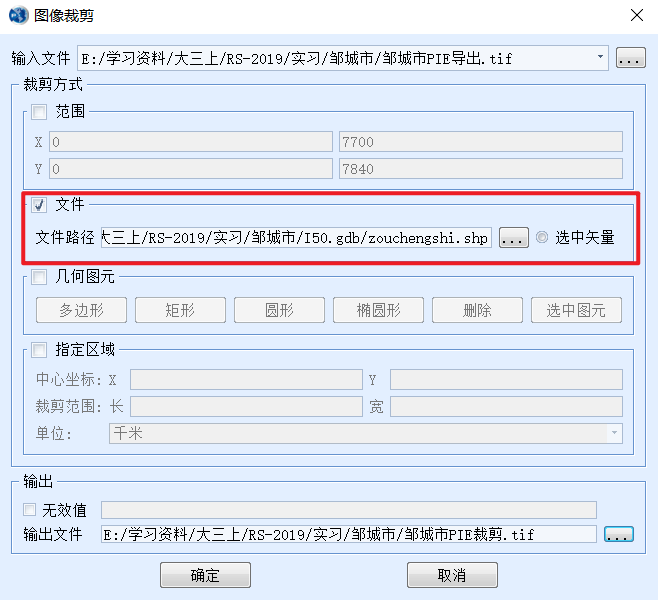 图像裁剪
输入文件 E:/学习资料/大三上/RS-2019/实习/邹城市/邹城市PIE导出.tif ...
裁剪方式
范围
X 0 7700
Y 0 7840
文件
文件路径 大三上/RS-2019/实习/邹城市/I50.gdb/zouchengshi.shp ... 选中矢量
几何图元
多边形 矩形 圆形 椭圆形 删除 选中图元
指定区域
中心坐标: X Y
裁剪范围: 长 宽
单位: 千米
输出
无效值
输出文件 E:/学习资料/大三上/RS-2019/实习/邹城市/邹城市PIE裁剪.tif ...
确定 取消